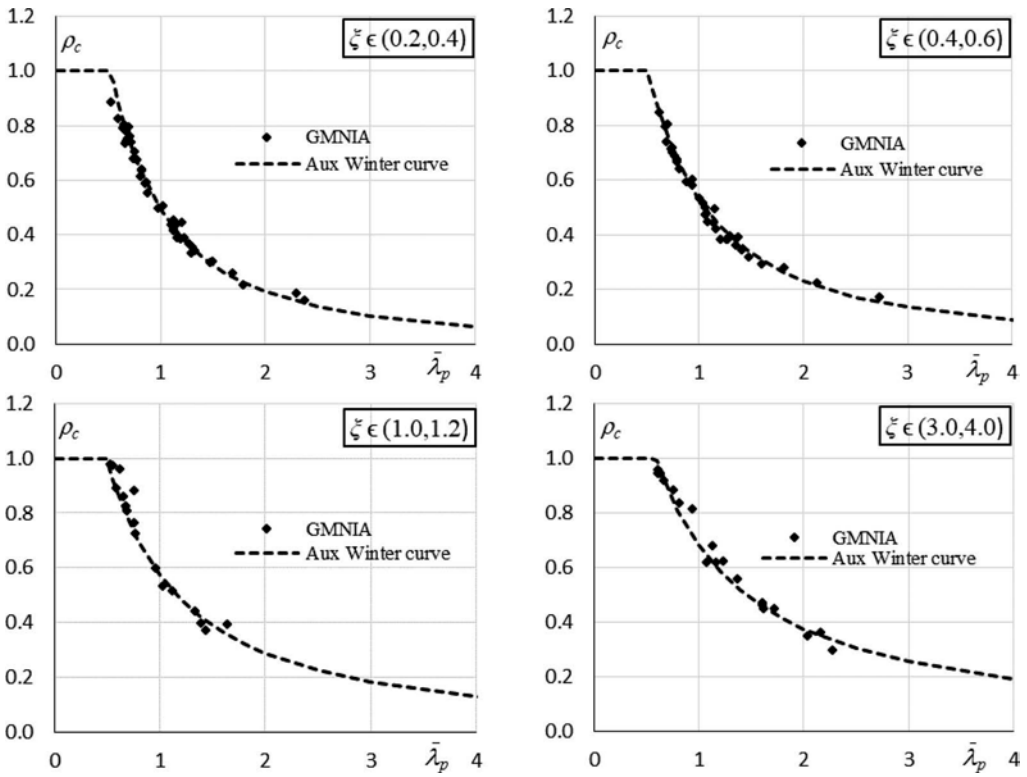 1.2
ρc
ξ ϵ (0.2,0.4)
1.0
0.8
GMNIA
Aux Winter curve
0.6
0.4
0.2
0.0
0 1 2 3 λ̄p 4
1.2
ρc
ξ ϵ (0.4,0.6)
1.0
0.8
GMNIA
Aux Winter curve
0.6
0.4
0.2
0.0
0 1 2 3 λ̄p 4
1.2
ρc
ξ ϵ (1.0,1.2)
1.0
0.8
GMNIA
Aux Winter curve
0.6
0.4
0.2
0.0
0 1 2 3 λ̄p 4
1.2
ρc
ξ ϵ (3.0,4.0)
1.0
0.8
GMNIA
Aux Winter curve
0.6
0.4
0.2
0.0
0 1 2 3 λ̄p 4